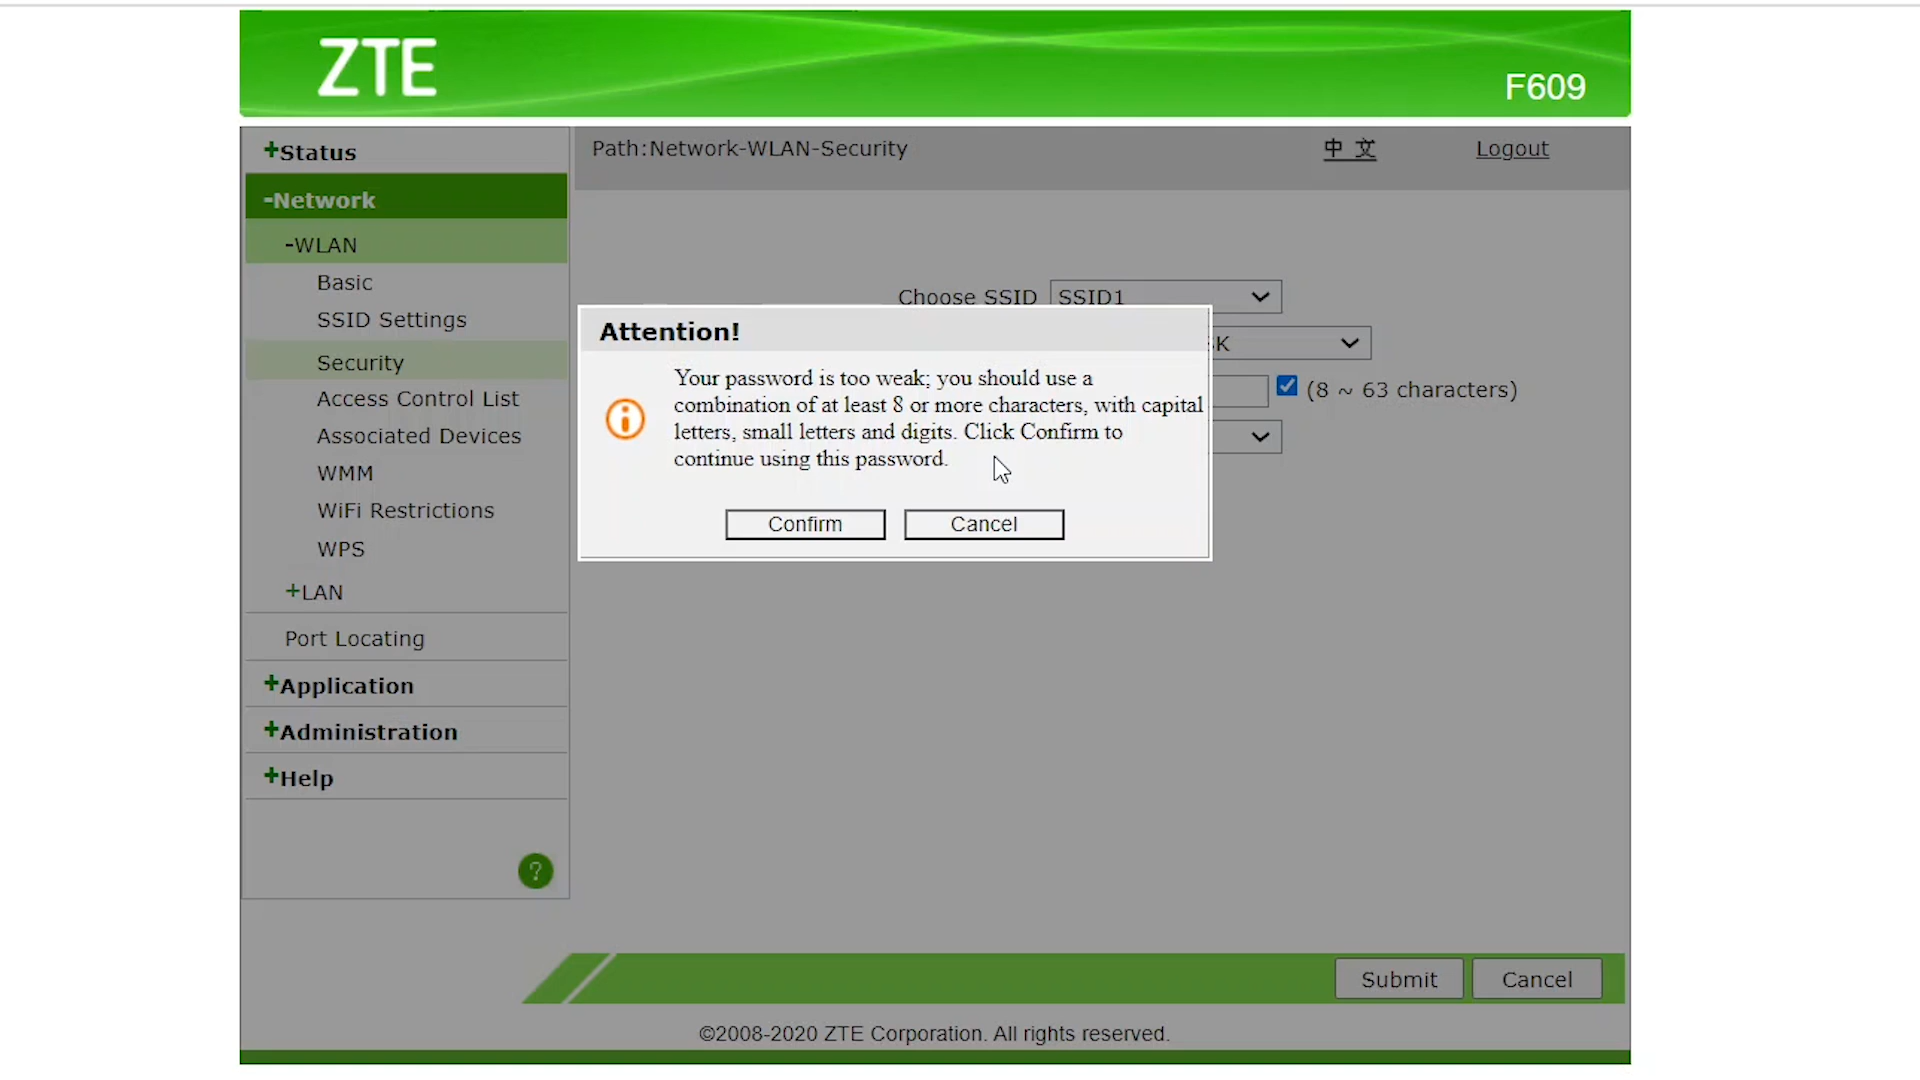 ZTE
F609
+Status
-Network
-WLAN
Basic
SSID Settings
Security
Access Control List
Associated Devices
WMM
WiFi Restrictions
WPS
+LAN
Port Locating
+Application
+Administration
+Help
?
Path:Network-WLAN-Security
中 文
Logout
Choose SSID SSID1
SK
(8 ~ 63 characters)
Attention!
Your password is too weak; you should use a
combination of at least 8 or more characters, with capital
letters, small letters and digits. Click Confirm to
continue using this password.
Confirm Cancel
Submit Cancel
©2008-2020 ZTE Corporation. All rights reserved.